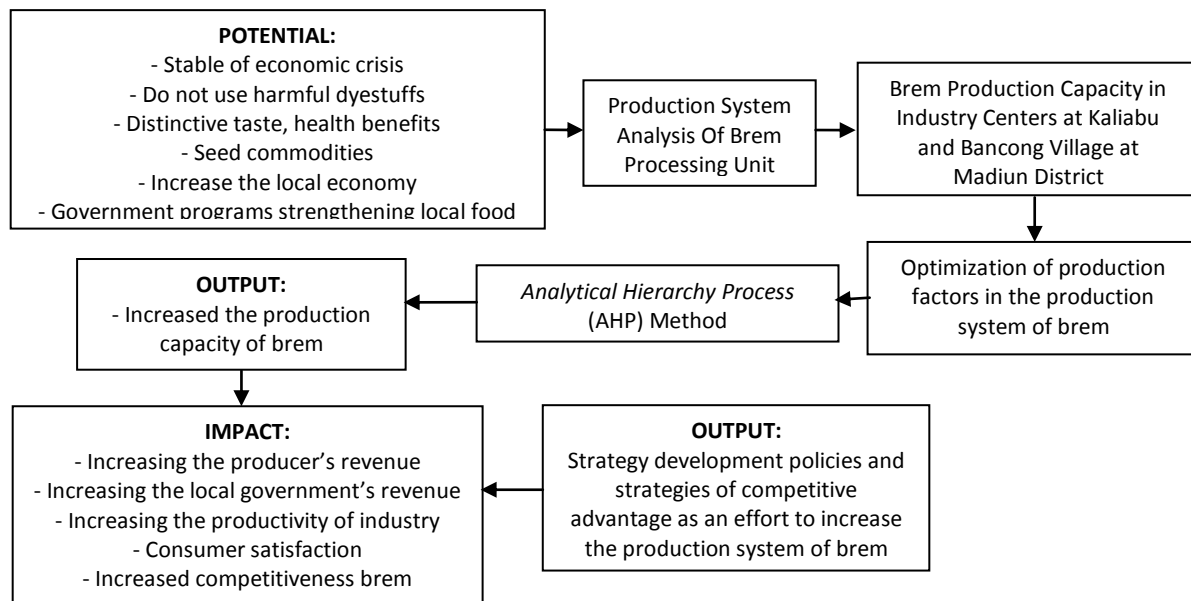 POTENTIAL:
- Stable of economic crisis
- Do not use harmful dyestuffs
- Distinctive taste, health benefits
- Seed commodities
- Increase the local economy
- Government programs strengthening local food
Production System
Analysis Of Brem
Processing Unit
Brem Production Capacity in
Industry Centers at Kaliabu
and Bancong Village at
Madiun District
Optimization of production
factors in the production
system of brem
Analytical Hierarchy Process
(AHP) Method
OUTPUT:
- Increased the production
capacity of brem
IMPACT:
- Increasing the producer’s revenue
- Increasing the local government’s revenue
- Increasing the productivity of industry
- Consumer satisfaction
- Increased competitiveness brem
OUTPUT:
Strategy development policies and
strategies of competitive
advantage as an effort to increase
the production system of brem